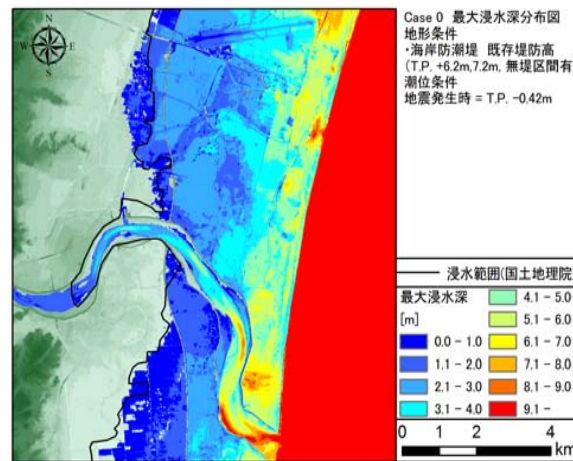 N
W
E
S
Case 0 最大浸水深分布図
地形条件
・海岸防潮堤 既存堤防高
(T.P. +6.2m,7.2m, 無堤区間有
潮位条件
地震発生時 = T.P. -0.42m
浸水範囲(国土地理院
最大浸水深
[m]
0.0 - 1.0
1.1 - 2.0
2.1 - 3.0
3.1 - 4.0
4.1 - 5.0
5.1 - 6.0
6.1 - 7.0
7.1 - 8.0
8.1 - 9.0
9.1 -
0 1 2 4
km